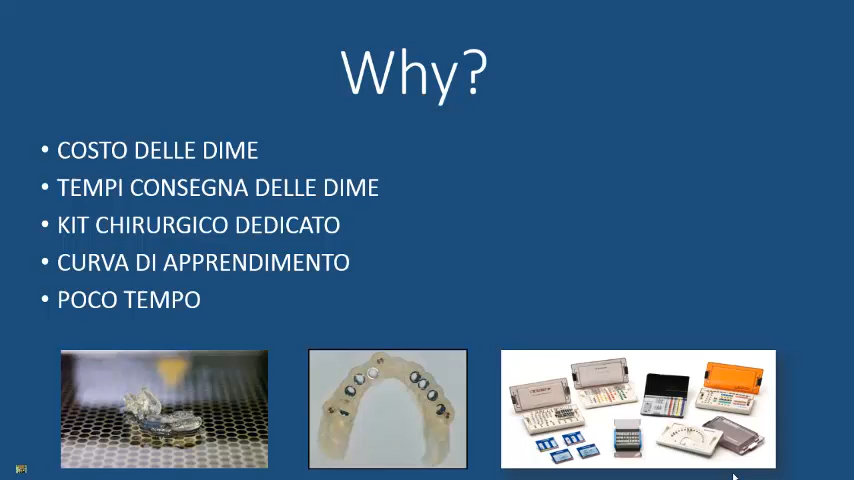 Why?
• COSTO DELLE DIME
• TEMPI CONSEGNA DELLE DIME
• KIT CHIRURGICO DEDICATO
• CURVA DI APPRENDIMENTO
• POCO TEMPO